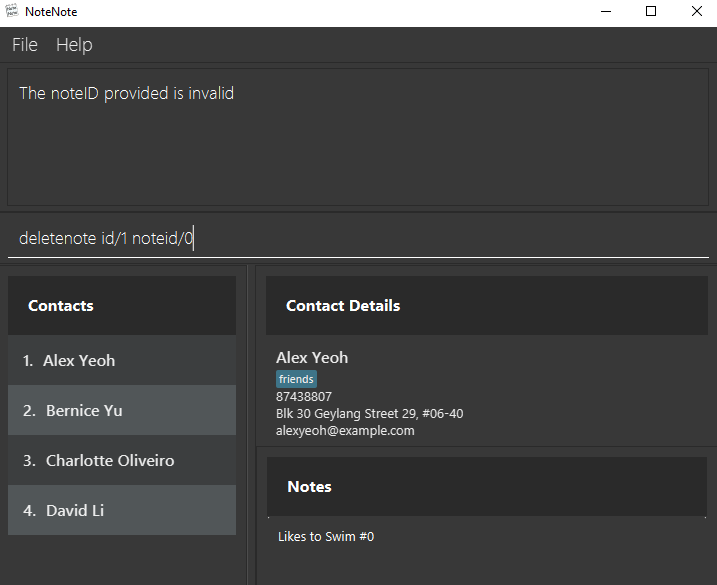 NoteNote
File Help
The noteID provided is invalid
deletenote id/1 noteid/0
Contacts
1. Alex Yeoh
2. Bernice Yu
3. Charlotte Oliveiro
4. David Li
Contact Details
Alex Yeoh
friends
87438807
Blk 30 Geylang Street 29, #06-40
alexyeoh@example.com
Notes
Likes to Swim #0